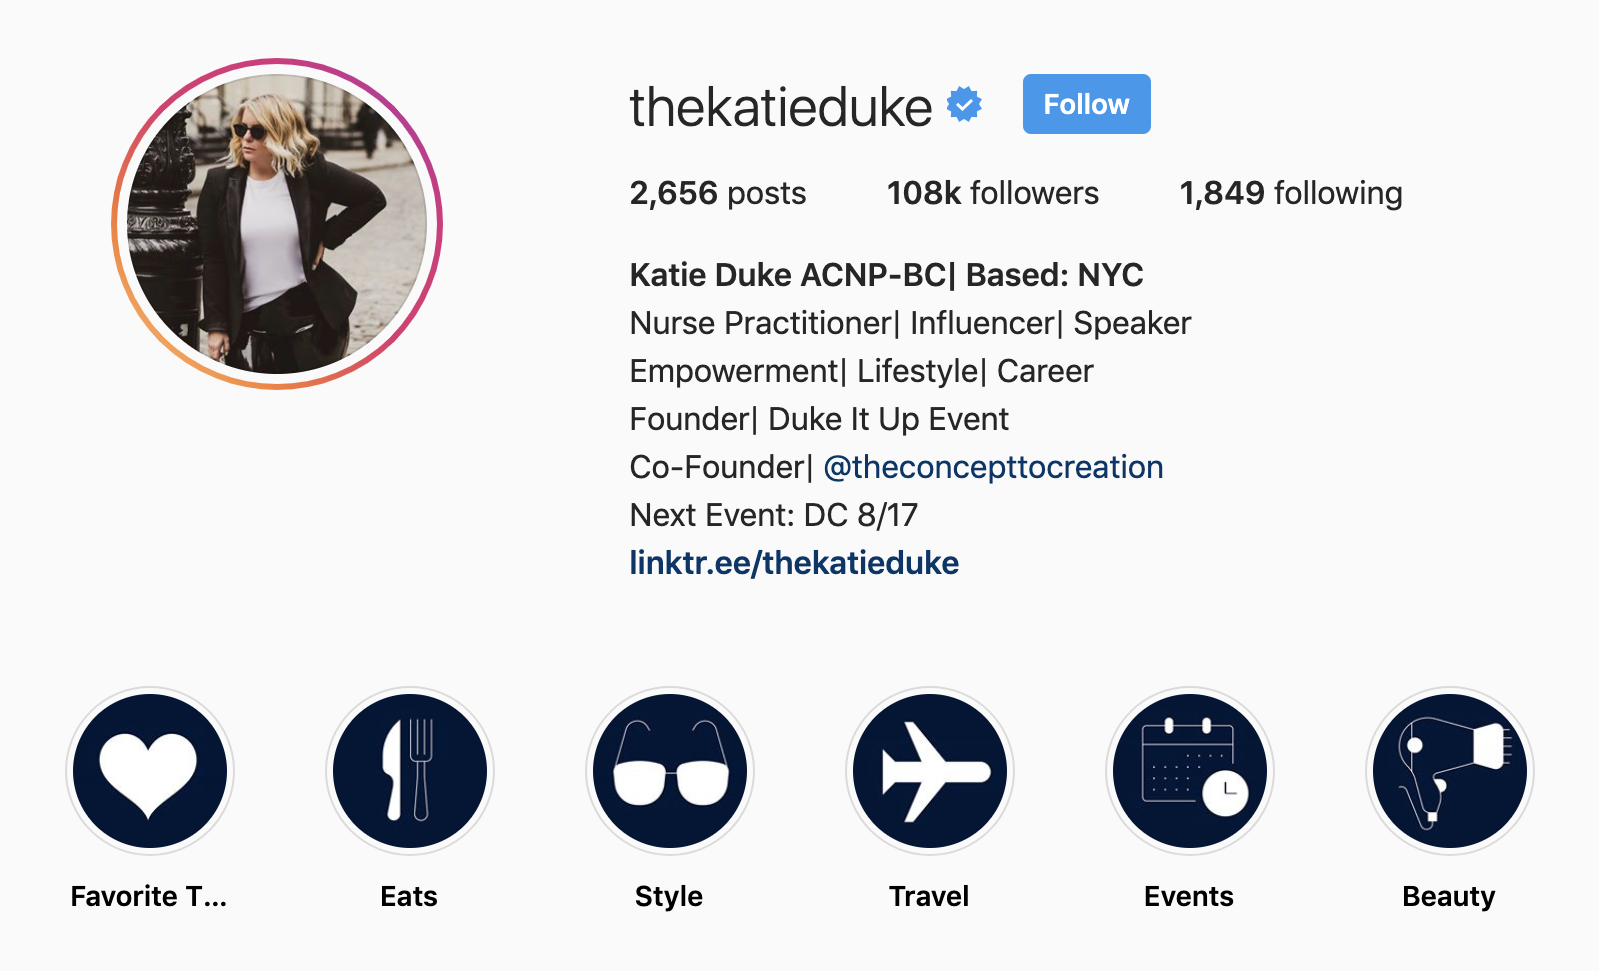 thekatieduke
Follow
2,656 posts 108k followers 1,849 following
Katie Duke ACNP-BC| Based: NYC
Nurse Practitioner| Influencer| Speaker
Empowerment| Lifestyle| Career
Founder| Duke It Up Event
Co-Founder| @theconcepttocreation
Next Event: DC 8/17
linktr.ee/thekatieduke
Favorite T...
Eats
Style
Travel
Events
Beauty